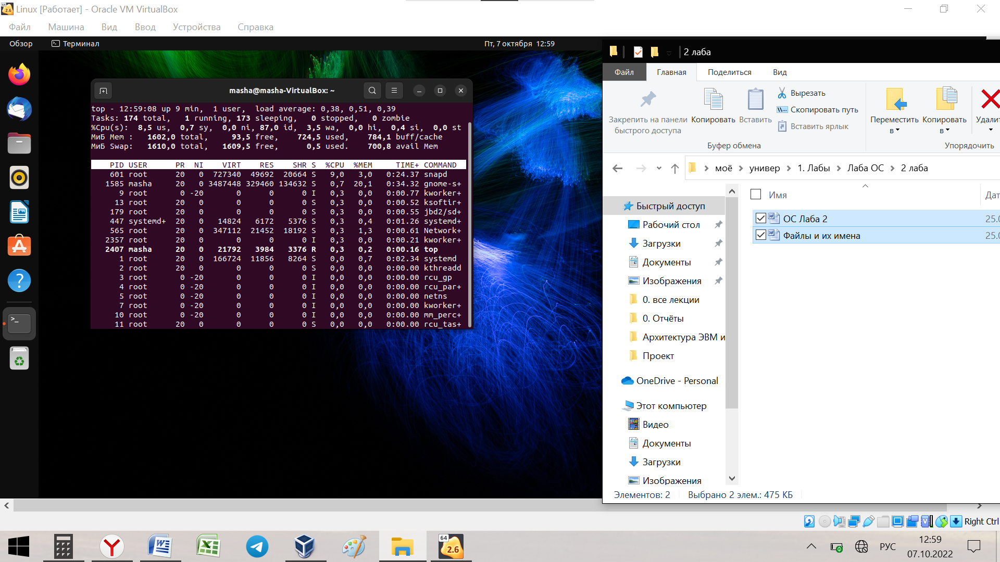 Linux [Работает] - Oracle VM VirtualBox
Файл Машина Вид Ввод Устройства Справка
Обзор Терминал Пт, 7 октября 12:59
masha@masha-VirtualBox: ~
top - 12:59:08 up 9 min, 1 user, load average: 0,38, 0,51, 0,39
Tasks: 174 total, 1 running, 173 sleeping, 0 stopped, 0 zombie
%Cpu(s): 8,5 us, 0,7 sy, 0,0 ni, 87,0 id, 3,5 wa, 0,0 hi, 0,4 si, 0,0 st
МиБ Mem : 1602,0 total, 93,5 free, 724,5 used, 784,1 buff/cache
МиБ Swap: 1610,0 total, 1609,5 free, 0,5 used. 700,8 avail Mem
PID USER PR NI VIRT RES SHR S %CPU %MEM TIME+ COMMAND
601 root 20 0 727340 49692 20664 S 9,0 3,0 0:24.37 snapd
1585 masha 20 0 3487448 329460 134632 S 0,7 20,1 0:34.32 gnome-s+
9 root 0 -20 0 0 0 I 0,3 0,0 0:00.77 kworker+
13 root 20 0 0 0 0 S 0,3 0,0 0:00.52 ksoftir+
179 root 20 0 0 0 0 S 0,3 0,0 0:00.55 jbd2/sd+
447 systemd+ 20 0 14824 6172 5376 S 0,3 0,4 0:01.26 systemd+
565 root 20 0 347112 21452 18192 S 0,3 1,3 0:00.61 Network+
2357 root 20 0 0 0 0 I 0,3 0,0 0:00.21 kworker+
2407 masha 20 0 21792 3984 3376 R 0,3 0,2 0:00.16 top
1 root 20 0 166724 11856 8264 S 0,0 0,7 0:02.34 systemd
2 root 20 0 0 0 0 S 0,0 0,0 0:00.00 kthreadd
3 root 0 -20 0 0 0 I 0,0 0,0 0:00.00 rcu_gp
4 root 0 -20 0 0 0 I 0,0 0,0 0:00.00 rcu_par+
5 root 0 -20 0 0 0 I 0,0 0,0 0:00.00 netns
7 root 0 -20 0 0 0 I 0,0 0,0 0:00.00 kworker+
10 root 0 -20 0 0 0 I 0,0 0,0 0:00.00 mm_perc+
11 root 20 0 0 0 0 S 0,0 0,0 0:00.00 rcu_tas+
2 лаба
Файл Главная Поделиться Вид
Закрепить на панели
быстрого доступа
Копировать
Вставить
Вырезать
Скопировать путь
Вставить ярлык
Буфер обмена
Переместить
в
Копировать
в
Удалит
Упорядочить
моё универ 1. Лабы Лаба ОС 2 лаба
Имя Дат
ОС Лаба 2 25.0
Файлы и их имена 25.0
Быстрый доступ
Рабочий стол
Загрузки
Документы
Изображения
0. все лекции
0. Отчёты
Архитектура ЭВМ и
Проект
OneDrive - Personal
Этот компьютер
Видео
Документы
Загрузки
Изображения
Элементов: 2 Выбрано 2 элем.: 475 КБ
Right Ctrl
64
2.6
РУС
12:59
07.10.2022